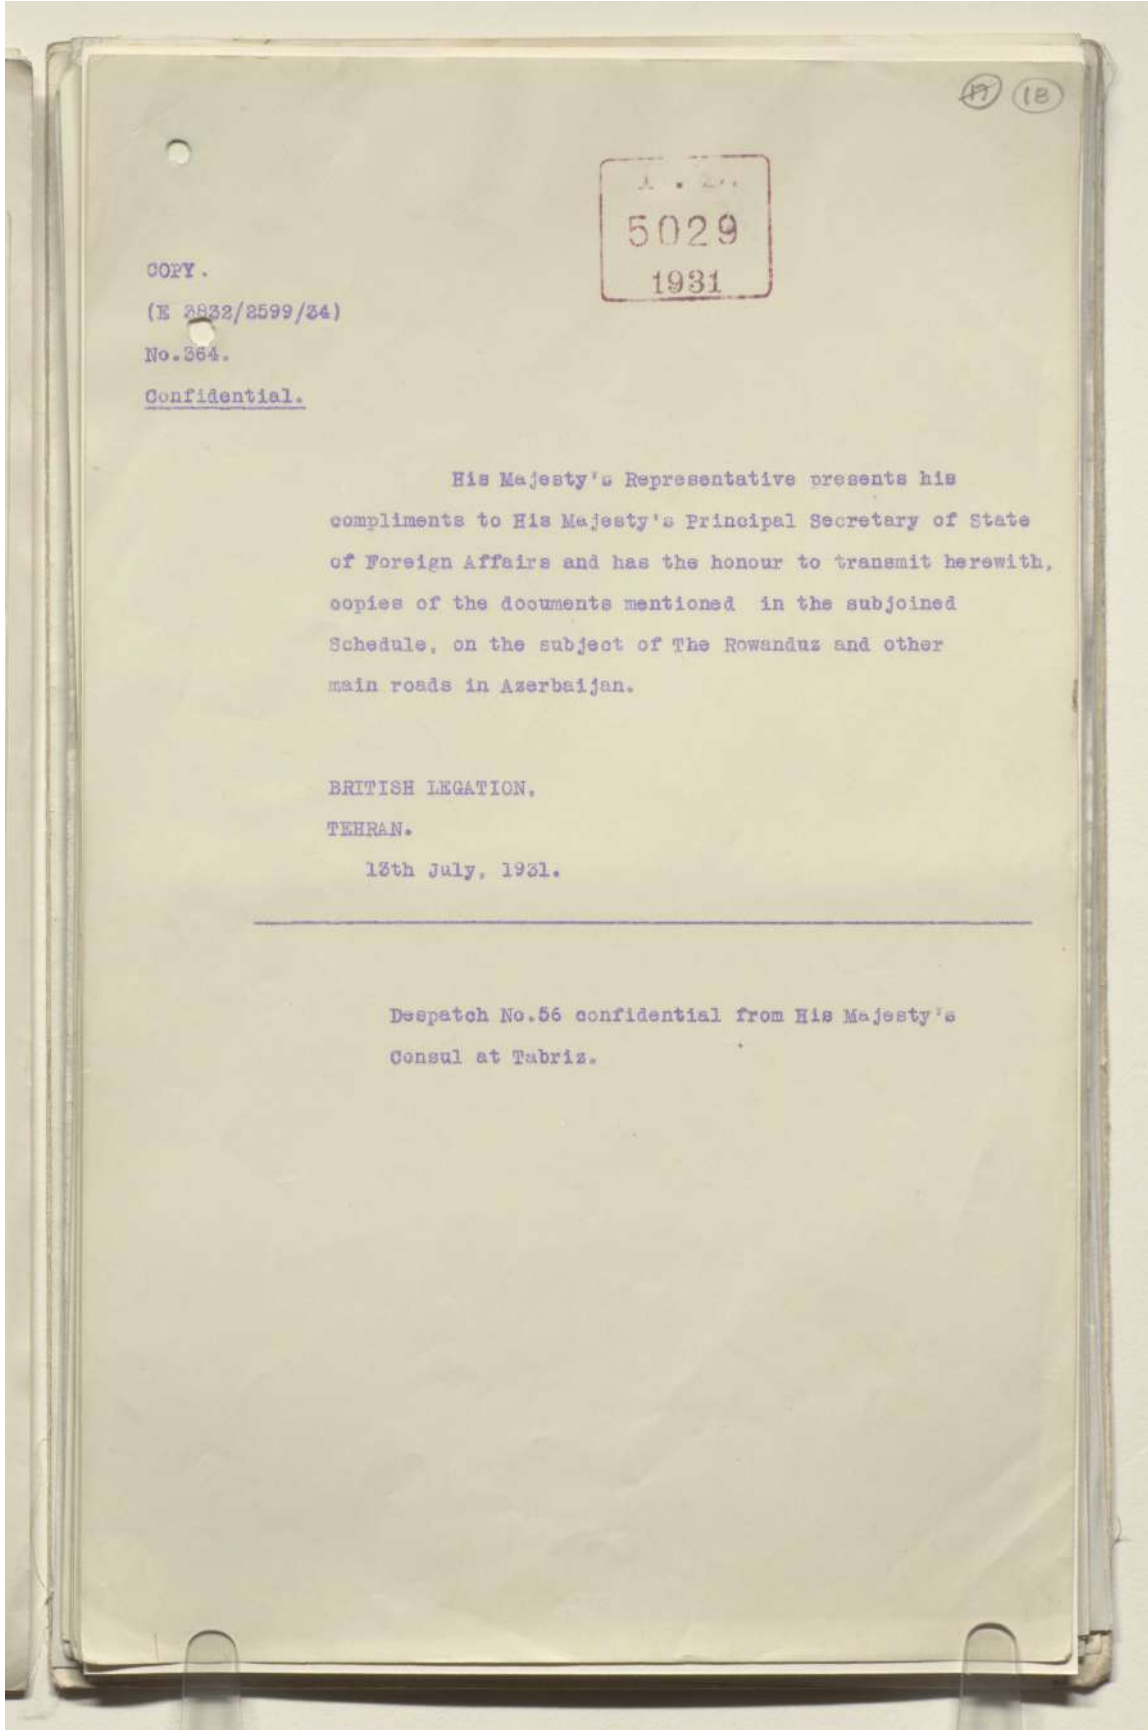 18
5029
1931
COPY.
(E 3832/2599/34)
No.364.
Confidential.
His Majesty's Representative presents his
compliments to His Majesty's Principal Secretary of State
of Foreign Affairs and has the honour to transmit herewith,
copies of the documents mentioned in the subjoined
Schedule, on the subject of The Rowanduz and other
main roads in Azerbaijan.
BRITISH LEGATION.
TEHRAN.
13th July, 1931.
Despatch No.56 confidential from His Majesty's
Consul at Tabriz.